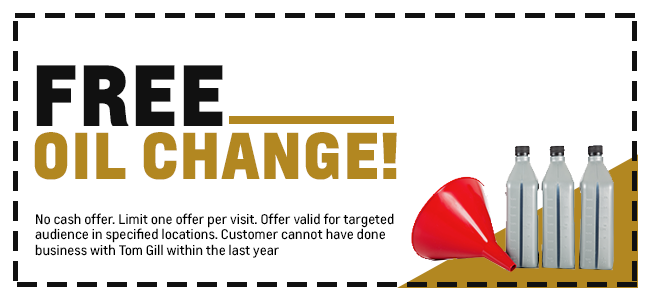 FREE
OIL CHANGE!
No cash offer. Limit one offer per visit. Offer valid for targeted
audience in specified locations. Customer cannot have done
business with Tom Gill within the last year